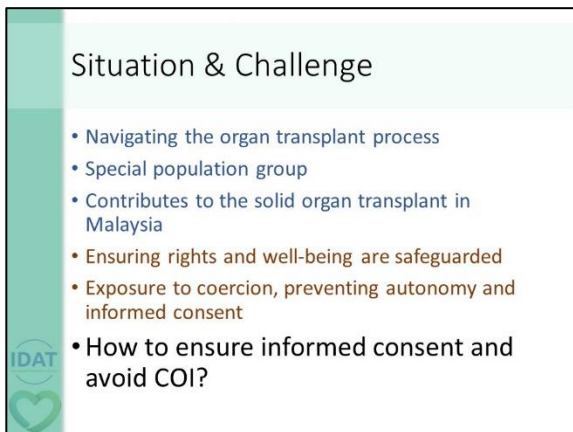 Situation & Challenge
• Navigating the organ transplant process
• Special population group
• Contributes to the solid organ transplant in
Malaysia
• Ensuring rights and well-being are safeguarded
• Exposure to coercion, preventing autonomy and
informed consent
• How to ensure informed consent and
avoid COI?
IDAT